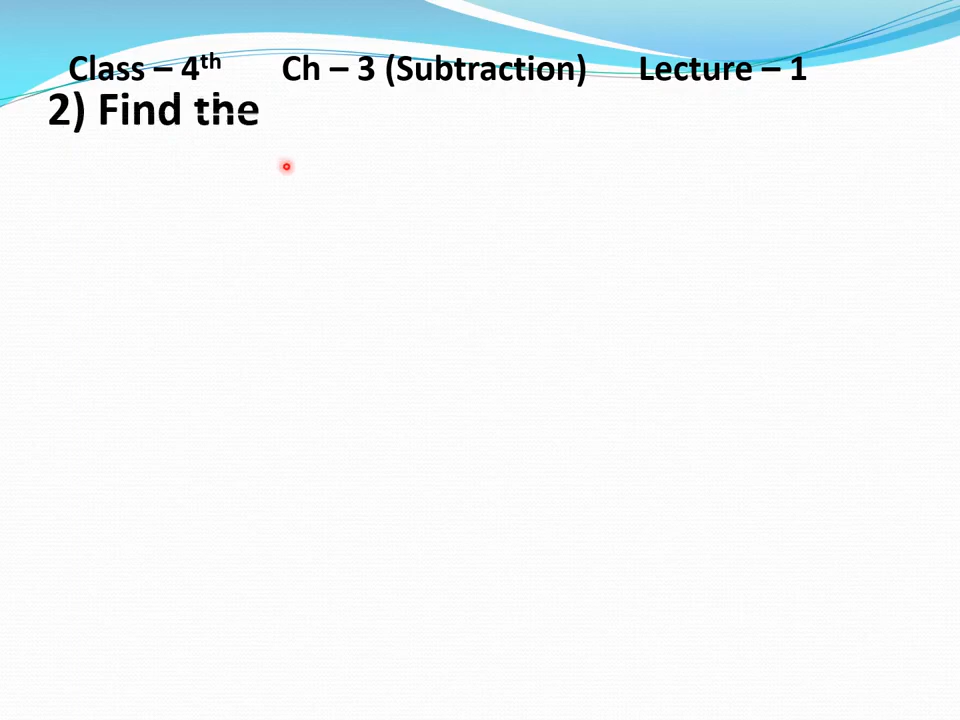 Class – 4th Ch – 3 (Subtraction) Lecture – 1
2) Find the